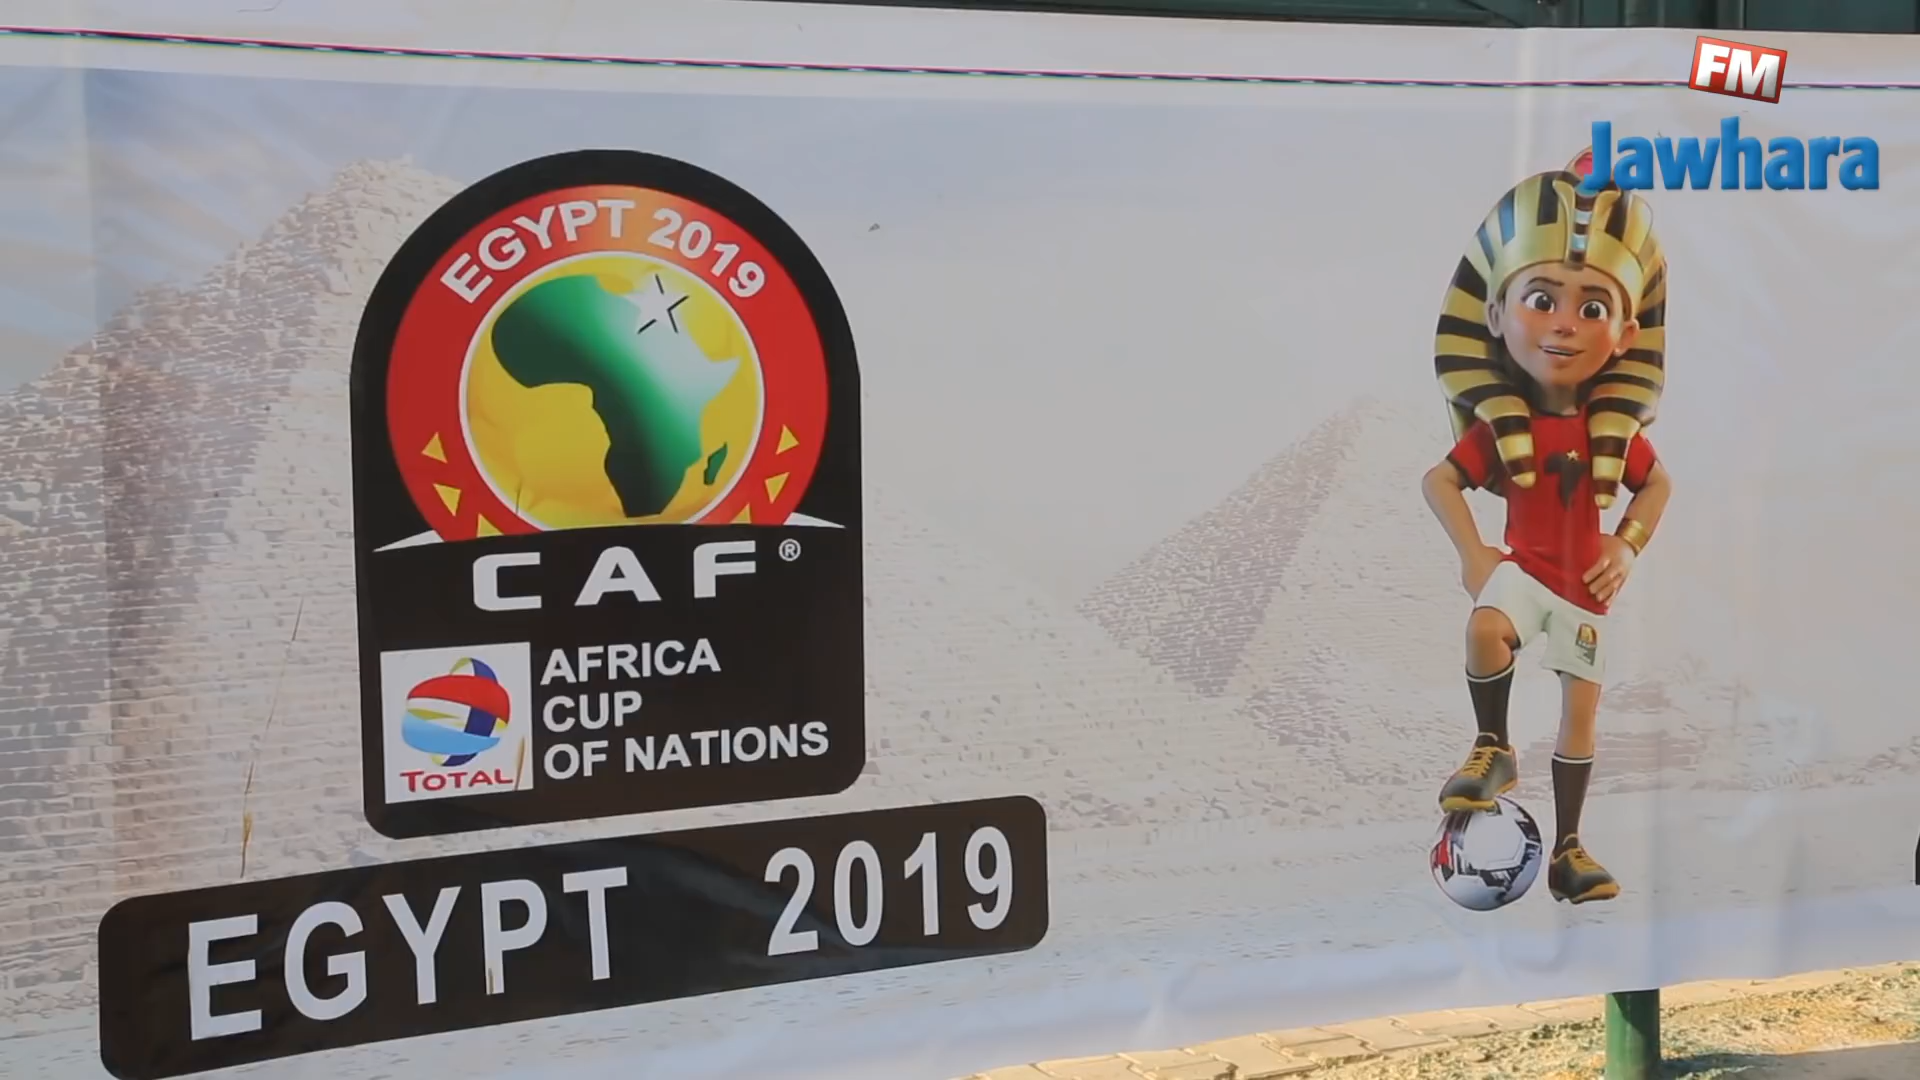 FM
Jawhara
EGYPT 2019
CAF®
TOTAL
AFRICA
CUP
OF NATIONS
EGYPT 2019